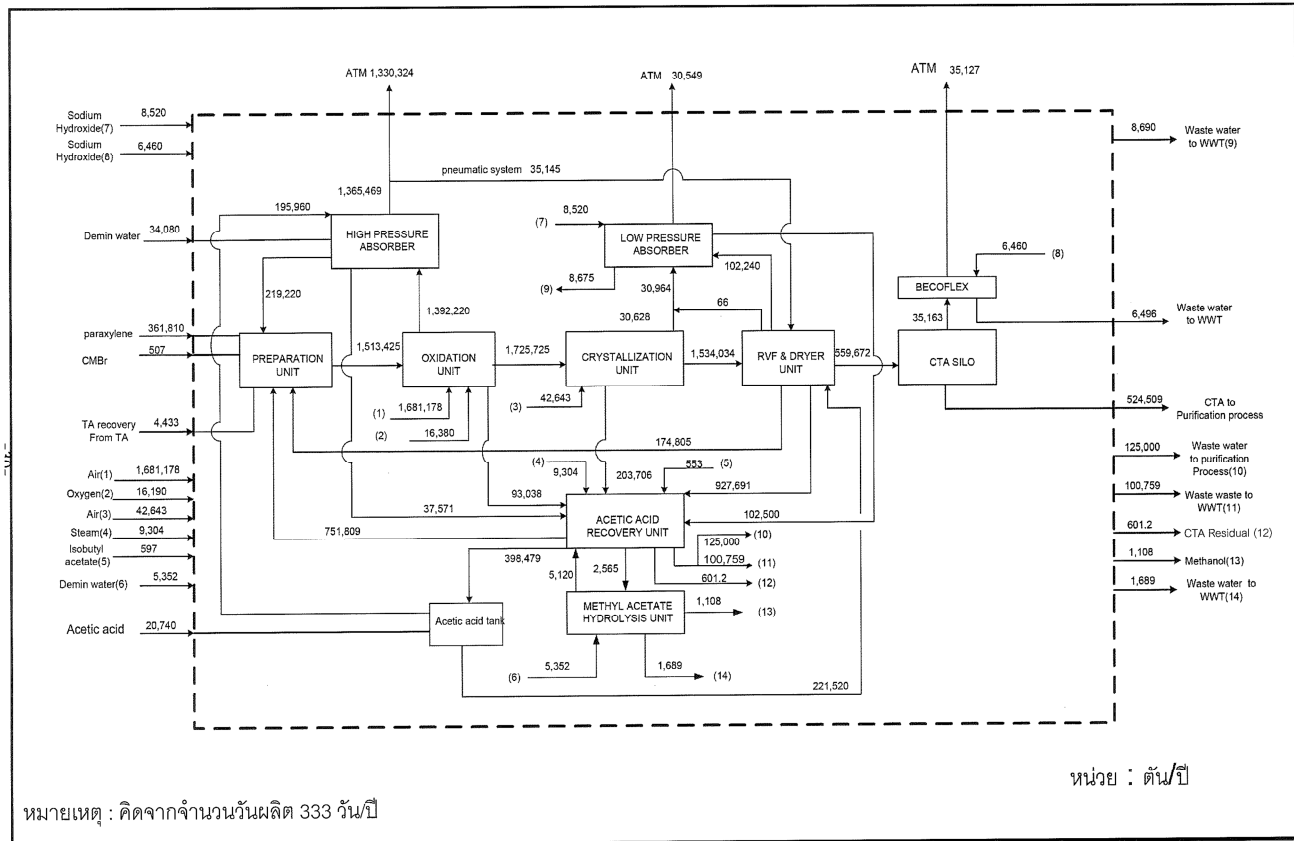 ATM 1,330,324
ATM 30,549
ATM 35,127
Sodium
Hydroxide(7)
8,520
Sodium
Hydroxide(8)
6,460
8,690
Waste water
to WWT(9)
pneumatic system 35,145
1,365,469
195,960
HIGH PRESSURE
ABSORBER
(7)
8,520
LOW PRESSURE
ABSORBER
Demin water
34,080
6,460
(8)
102,240
8,675
(9)
30,964
BECOFLEX
219,220
1,392,220
66
35,163
6,496
Waste water
to WWT
30,628
paraxylene
361,810
CMBr
507
PREPARATION
UNIT
1,513,425
OXIDATION
UNIT
1,725,725
CRYSTALLIZATION
UNIT
1,534,034
RVF & DRYER
UNIT
559,672
CTA SILO
(1)
1,681,178
(2)
16,380
(3)
42,643
524,509
CTA to
Purification process
TA recovery
From TA
4,433
174,805
125,000
Waste water
to purification
Process(10)
(4)
9,304
203,706
553
(5)
Air(1)
1,681,178
Oxygen(2)
16,190
Air(3)
42,643
Steam(4)
9,304
Isobutyl
acetate(5)
597
Demin water(6)
5,352
93,038
927,691
37,571
ACETIC ACID
RECOVERY UNIT
102,500
751,809
100,759
Waste waste to
WWT(11)
601.2
CTA Residual (12)
1,108
Methanol(13)
1,689
Waste water to
WWT(14)
(10)
125,000
100,759
(11)
601.2
(12)
398,479
5,120
2,565
Acetic acid
20,740
Acetic acid tank
METHYL ACETATE
HYDROLYSIS UNIT
1,108
(13)
(6)
5,352
1,689
(14)
221,520
หน่วย : ตัน/ปี
หมายเหตุ : คิดจากจำนวนวันผลิต 333 วัน/ปี